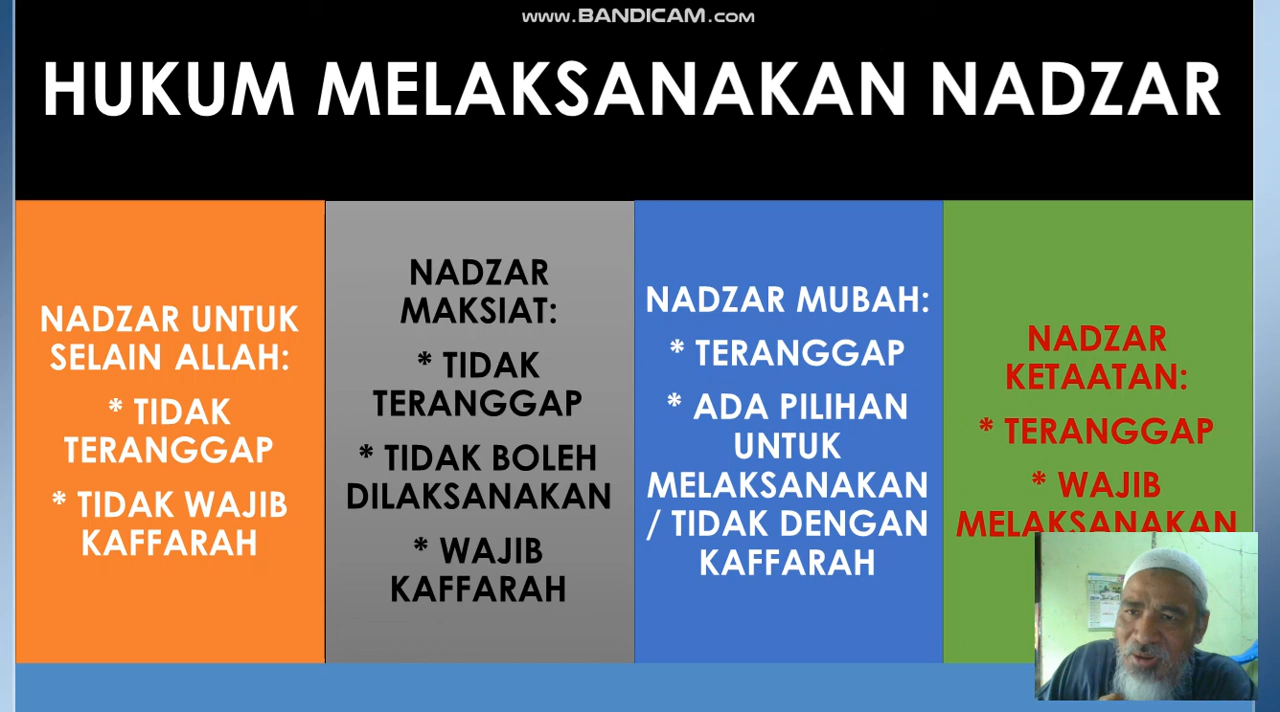 www.BANDICAM.com
HUKUM MELAKSANAKAN NADZAR
NADZAR UNTUK
SELAIN ALLAH:
* TIDAK
TERANGGAP
* TIDAK WAJIB
KAFFARAH
NADZAR
MAKSIAT:
* TIDAK
TERANGGAP
* TIDAK BOLEH
DILAKSANAKAN
* WAJIB
KAFFARAH
NADZAR MUBAH:
* TERANGGAP
* ADA PILIHAN
UNTUK
MELAKSANAKAN
/ TIDAK DENGAN
KAFFARAH
NADZAR
KETAATAN:
* TERANGGAP
* WAJIB
MELAKSANAKAN